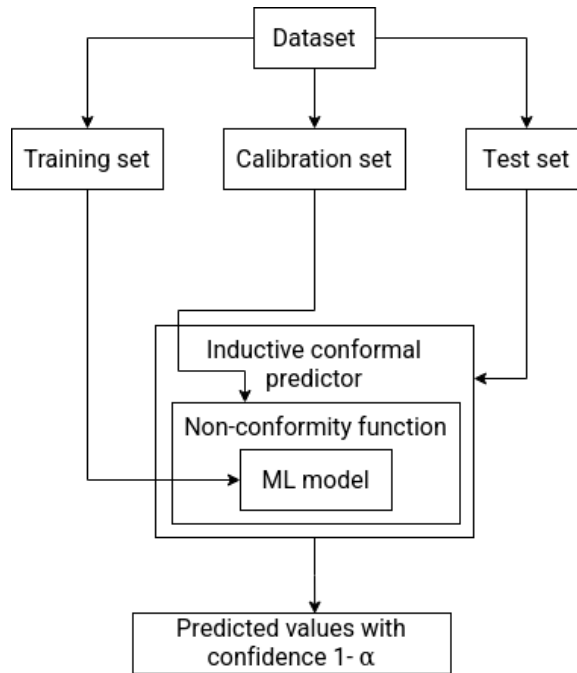 Dataset
Training set
Calibration set
Test set
Inductive conformal
predictor
Non-conformity function
ML model
Predicted values with
confidence 1- α